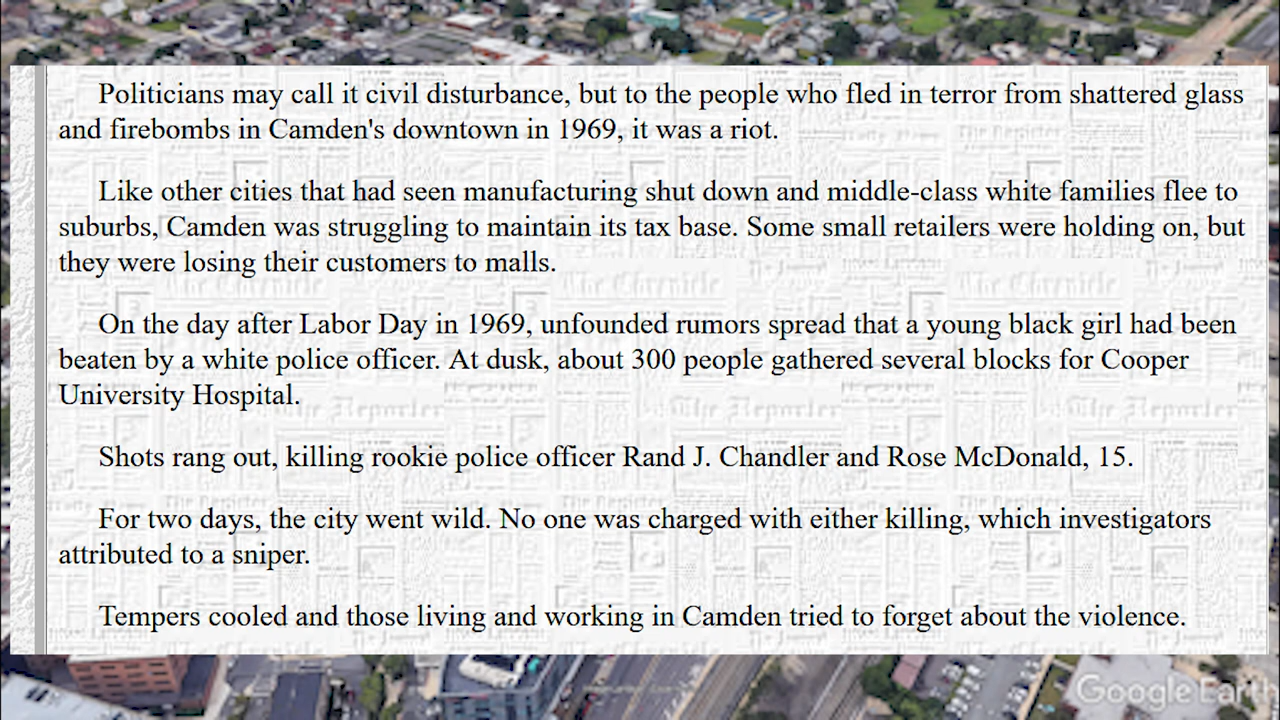 Politicians may call it civil disturbance, but to the people who fled in terror from shattered glass
and firebombs in Camden's downtown in 1969, it was a riot.
Like other cities that had seen manufacturing shut down and middle-class white families flee to
suburbs, Camden was struggling to maintain its tax base. Some small retailers were holding on, but
they were losing their customers to malls.
On the day after Labor Day in 1969, unfounded rumors spread that a young black girl had been
beaten by a white police officer. At dusk, about 300 people gathered several blocks for Cooper
University Hospital.
Shots rang out, killing rookie police officer Rand J. Chandler and Rose McDonald, 15.
For two days, the city went wild. No one was charged with either killing, which investigators
attributed to a sniper.
Tempers cooled and those living and working in Camden tried to forget about the violence.
Google Earth